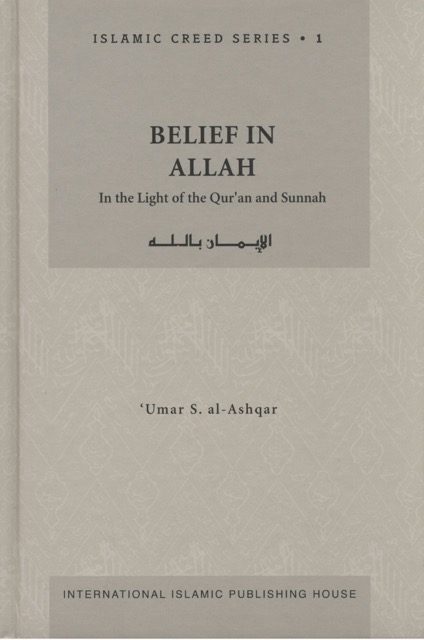 ISLAMIC CREED SERIES • 1
BELIEF IN
ALLAH
In the Light of the Qur'an and Sunnah
الإيمان بالله
‘Umar S. al-Ashqar
INTERNATIONAL ISLAMIC PUBLISHING HOUSE